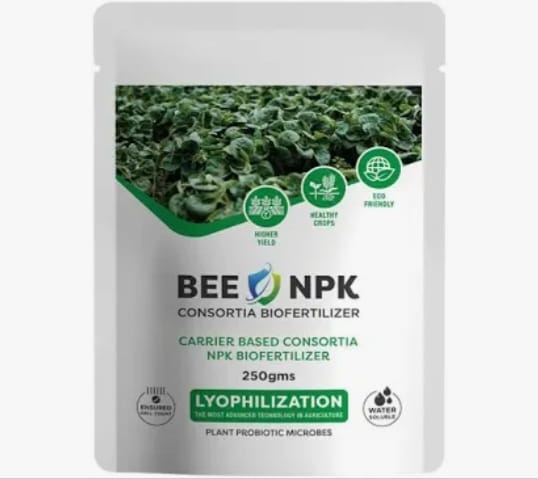 HIGHER
YIELD
HEALTHY
CROPS
ECO
FRIENDLY
BEE NPK
CONSORTIA BIOFERTILIZER
CARRIER BASED CONSORTIA
NPK BIOFERTILIZER
250gms
ENSURED
CELL COUNT
LYOPHILIZATION
THE MOST ADVANCED TECHNOLOGY IN AGRICULTURE
WATER
SOLUBLE
PLANT PROBIOTIC MICROBES